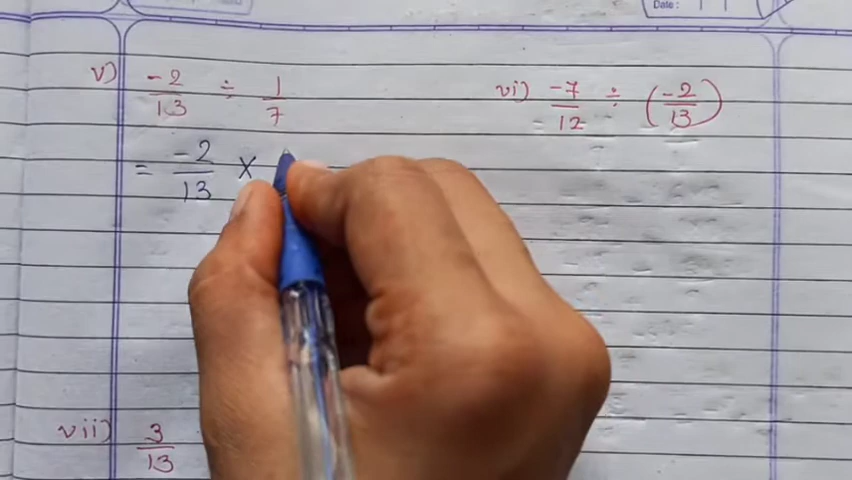 Date :
v) -2/13 ÷ 1/7
= -2/13 ×
vi) -7/12 ÷ (-2/13)
vii) 3/13